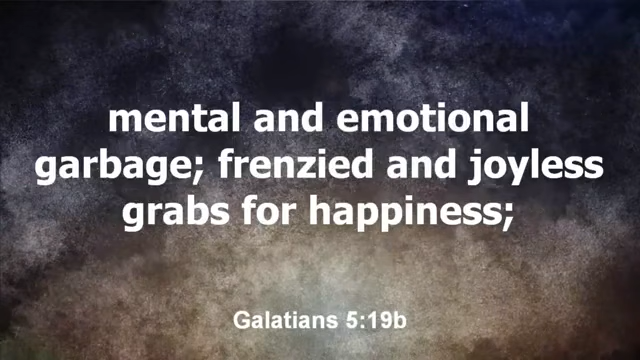 mental and emotional
garbage; frenzied and joyless
grabs for happiness;
Galatians 5:19b